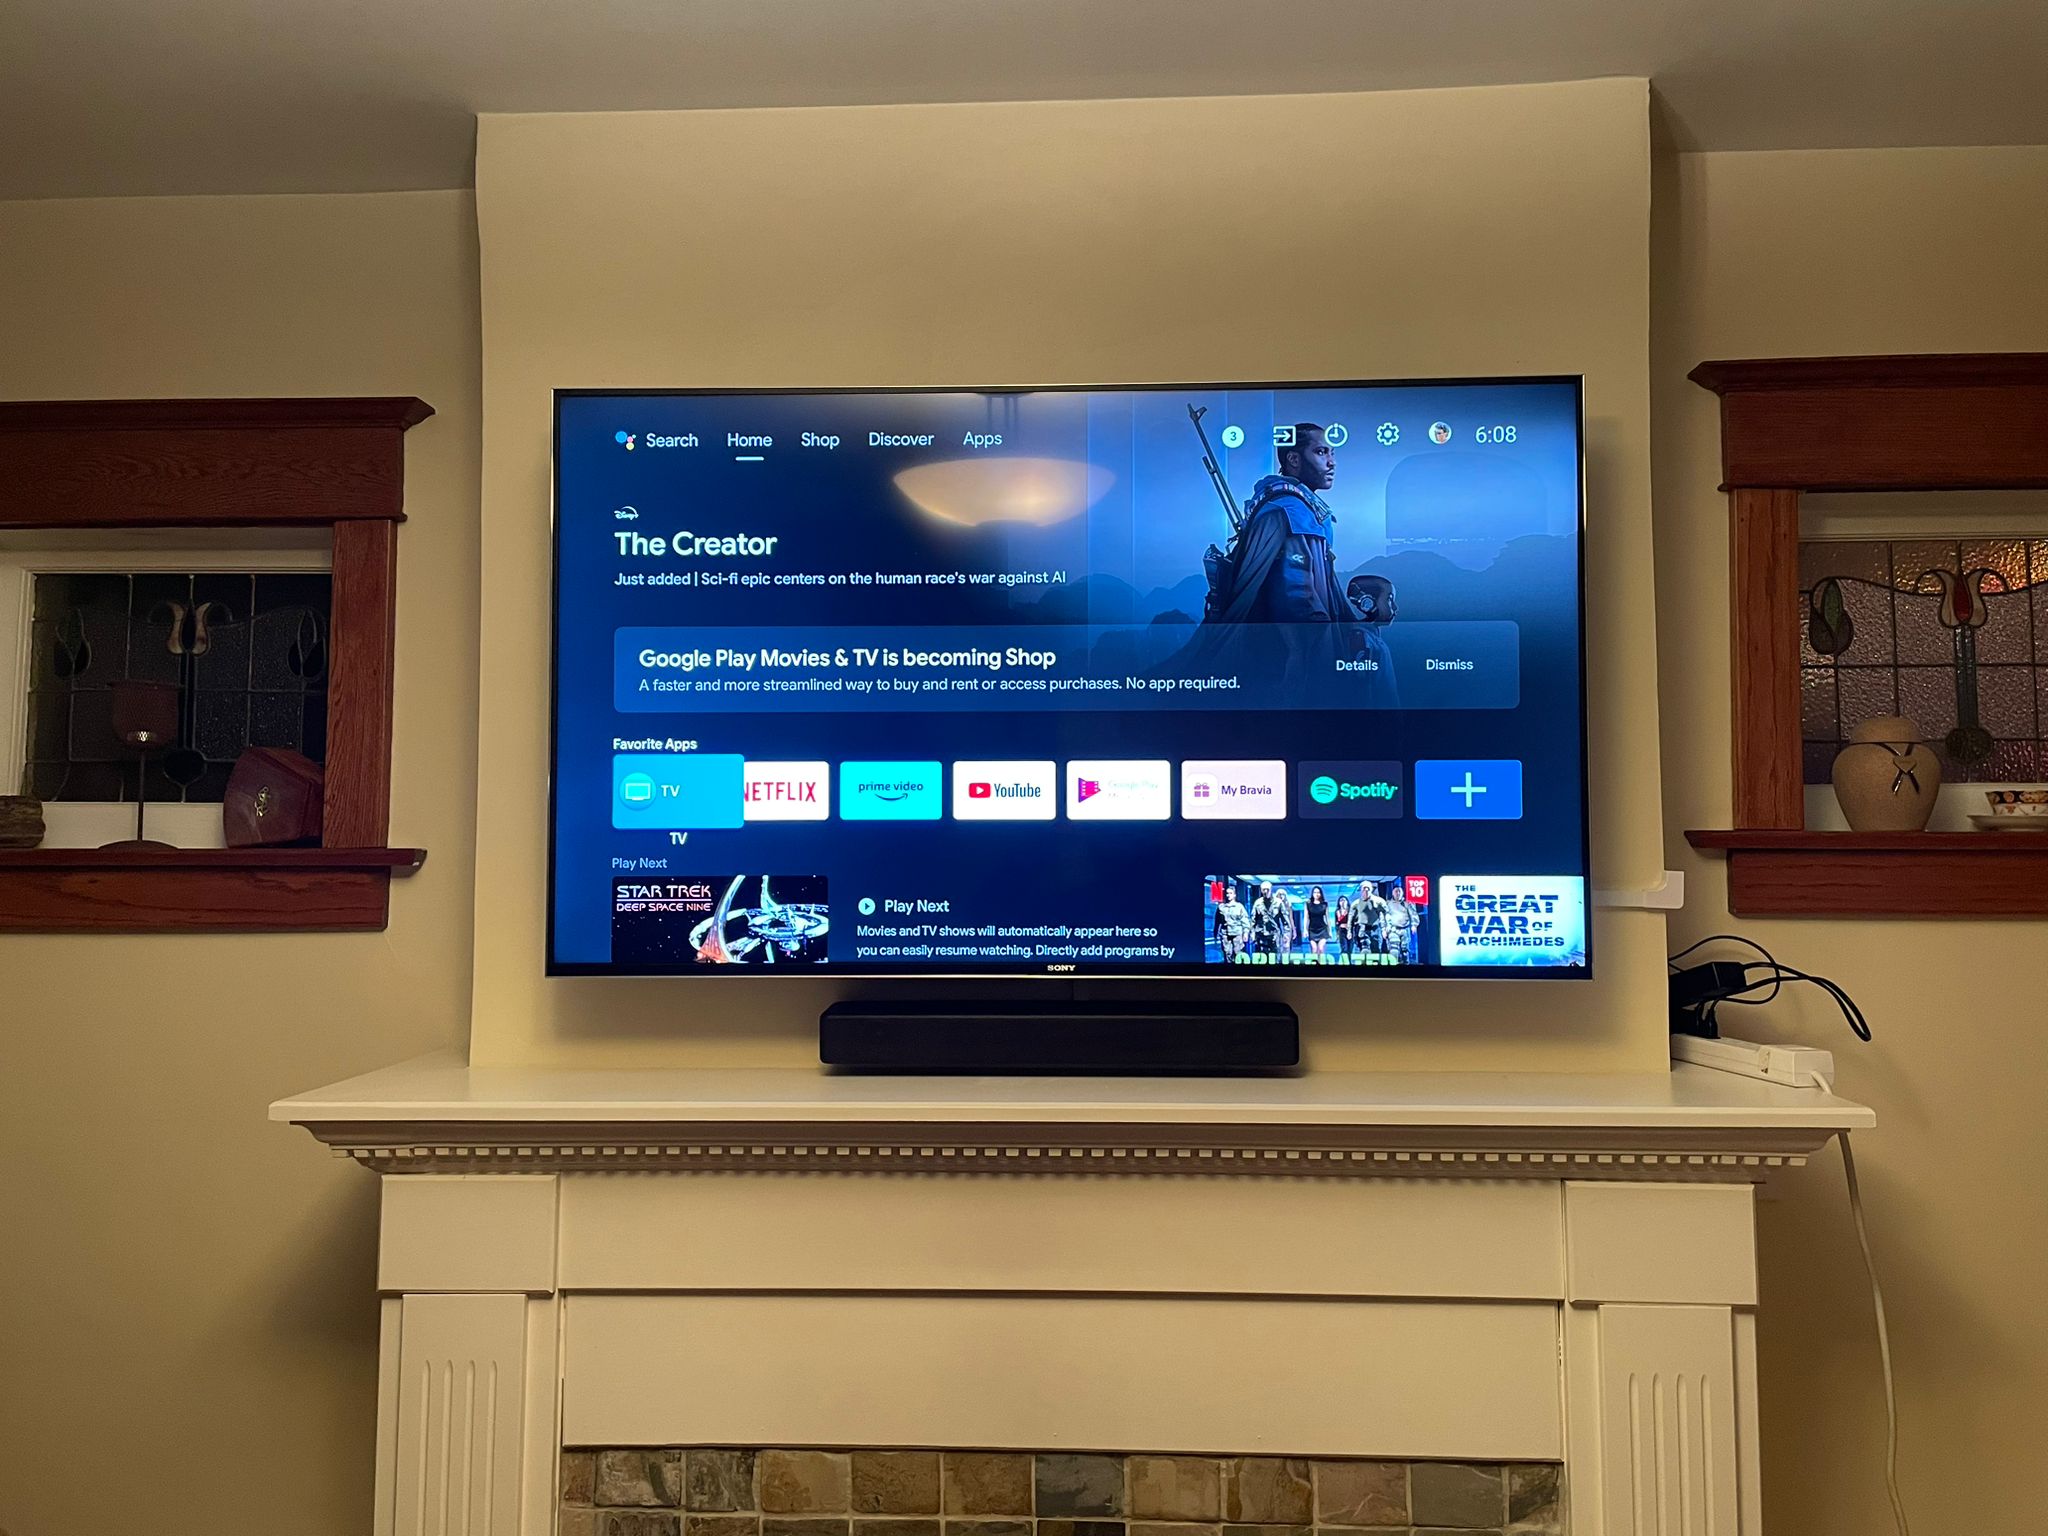 Search Home Shop Discover Apps 3 6:08
Disney+
The Creator
Just added | Sci-fi epic centers on the human race's war against AI
Google Play Movies & TV is becoming Shop
A faster and more streamlined way to buy and rent or access purchases. No app required.
Details Dismiss
Favorite Apps
TV NETFLIX prime video YouTube Google Play My Bravia Spotify
TV
Play Next
STAR TREK
DEEP SPACE NINE
Play Next
Movies and TV shows will automatically appear here so
you can easily resume watching. Directly add programs by
N TOP
10
OBLITERATED
THE
GREAT
WAR OF
ARCHIMEDES
SONY